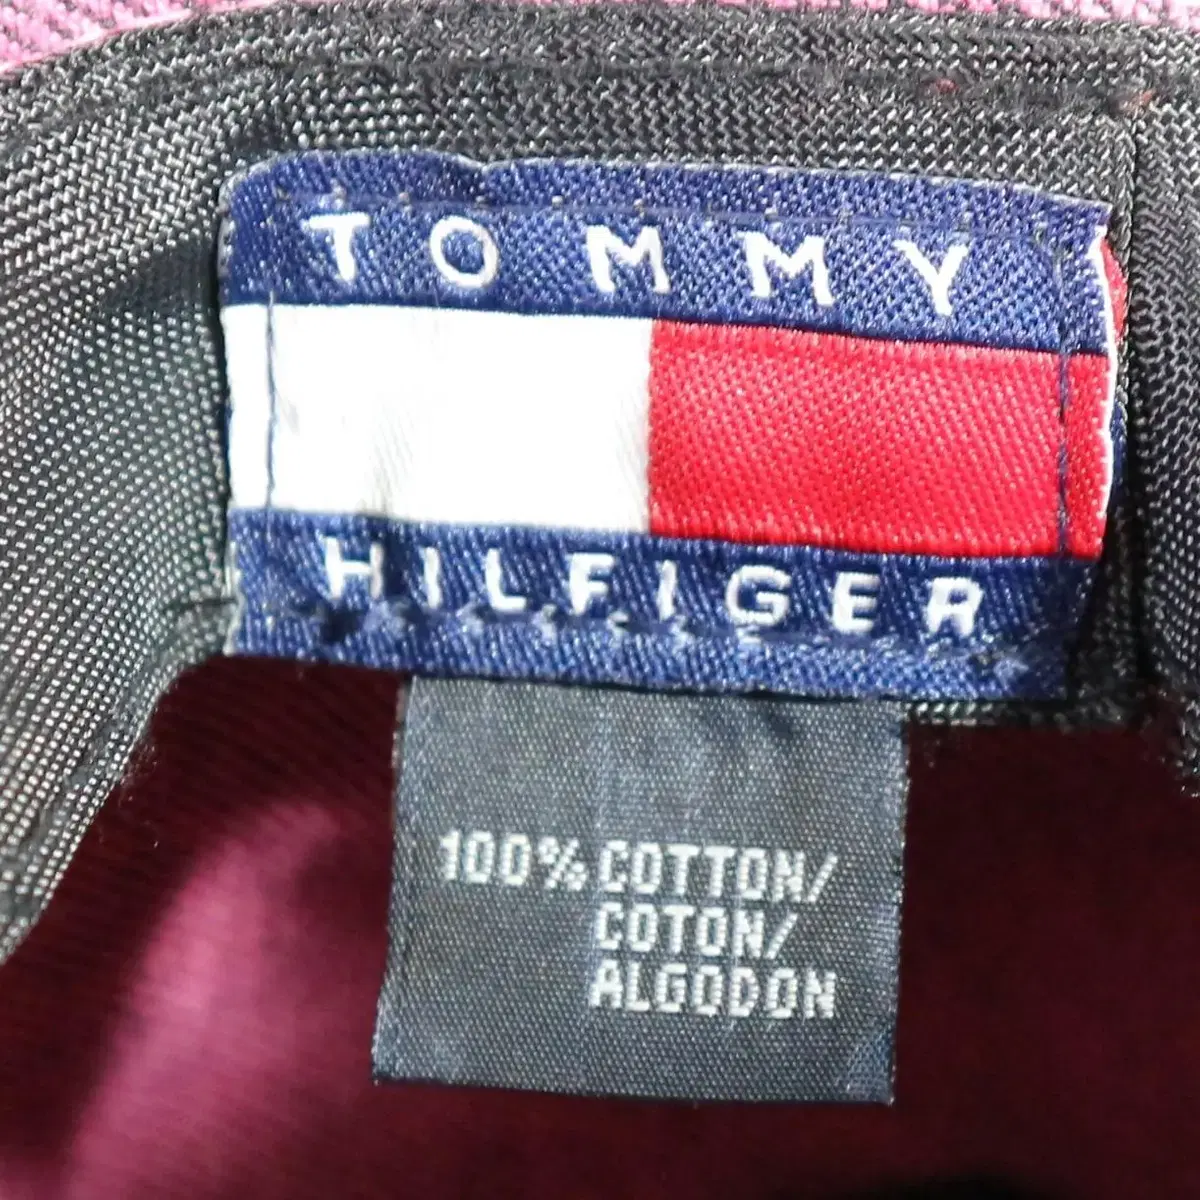 TOMMY
HILFIGER
100% COTTON/
COTON/
ALGODON